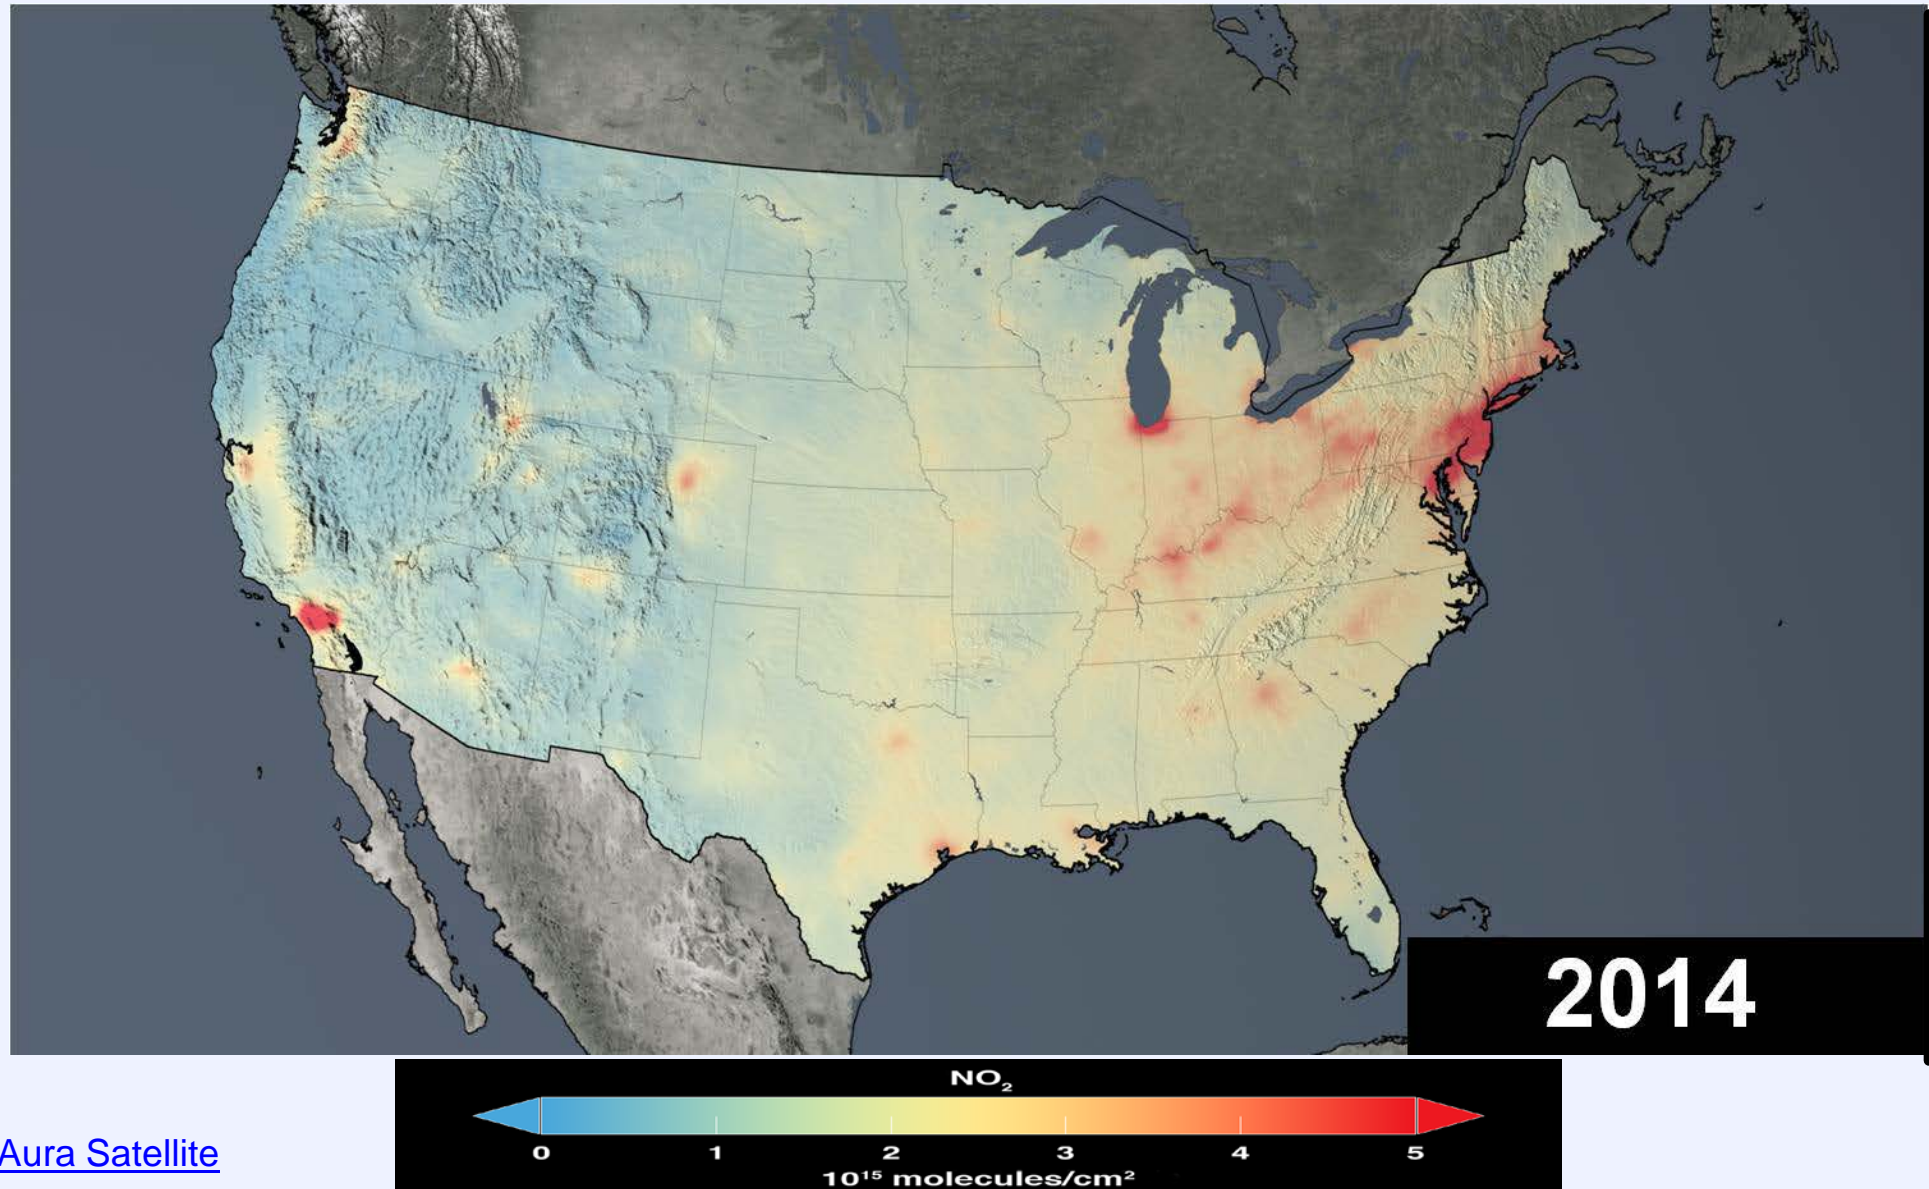 2014
NO₂
0 1 2 3 4 5
10¹⁵ molecules/cm²
Aura Satellite